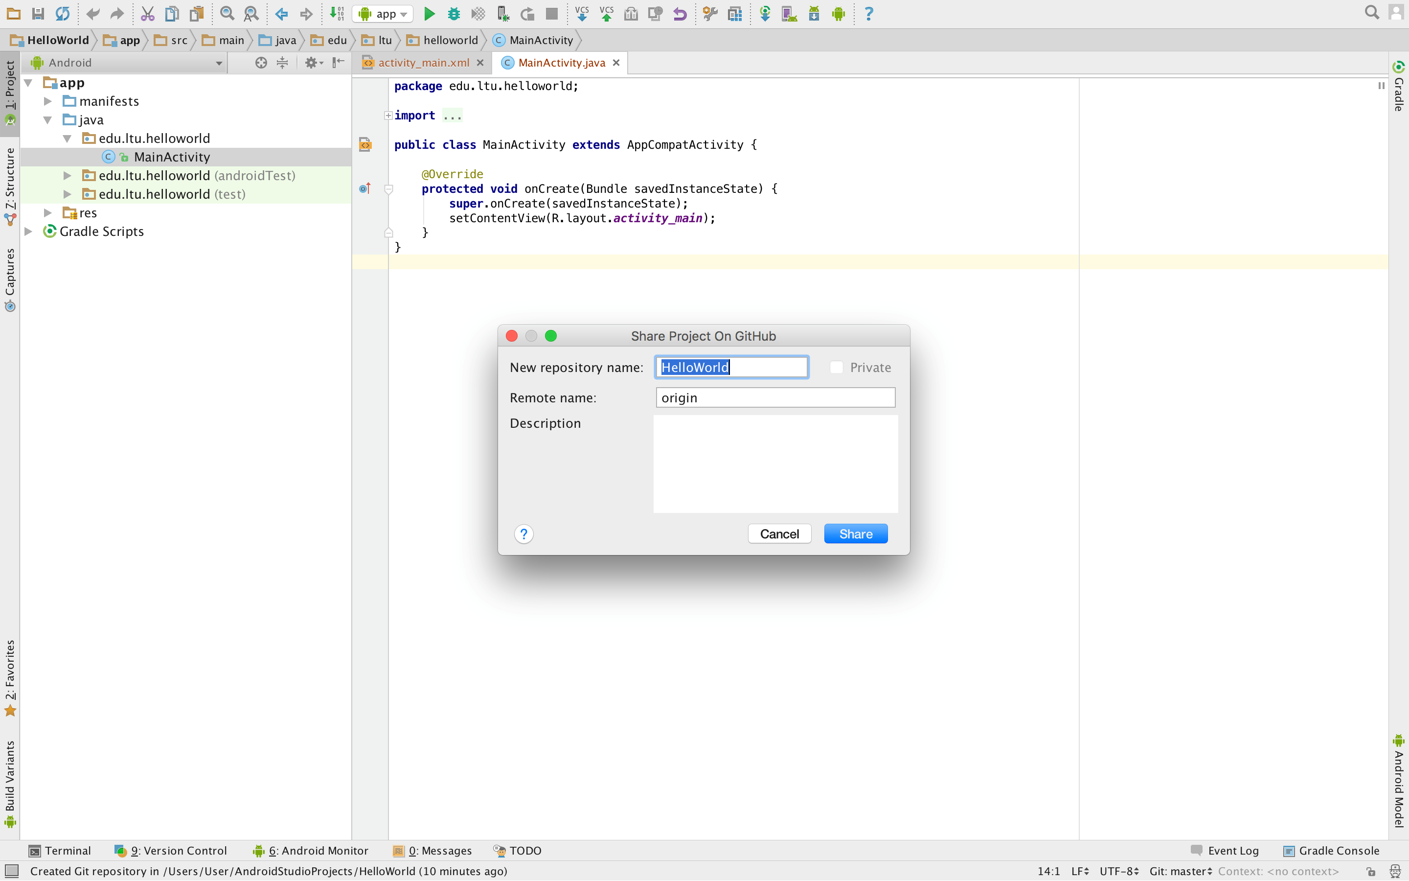 app
HelloWorld app src main java edu ltu helloworld MainActivity
Android
activity_main.xml
MainActivity.java
1: Project
Z: Structure
Captures
2: Favorites
Build Variants
app
manifests
java
edu.ltu.helloworld
MainActivity
edu.ltu.helloworld (androidTest)
edu.ltu.helloworld (test)
res
Gradle Scripts
package edu.ltu.helloworld;
import ...
public class MainActivity extends AppCompatActivity {
@Override
protected void onCreate(Bundle savedInstanceState) {
super.onCreate(savedInstanceState);
setContentView(R.layout.activity_main);
}
}
Share Project On GitHub
New repository name: HelloWorld Private
Remote name: origin
Description
? Cancel Share
Gradle
Android Model
Terminal 9: Version Control 6: Android Monitor 0: Messages TODO Event Log Gradle Console
Created Git repository in /Users/User/AndroidStudioProjects/HelloWorld (10 minutes ago) 14:1 LF UTF-8 Git: master Context: <no context>